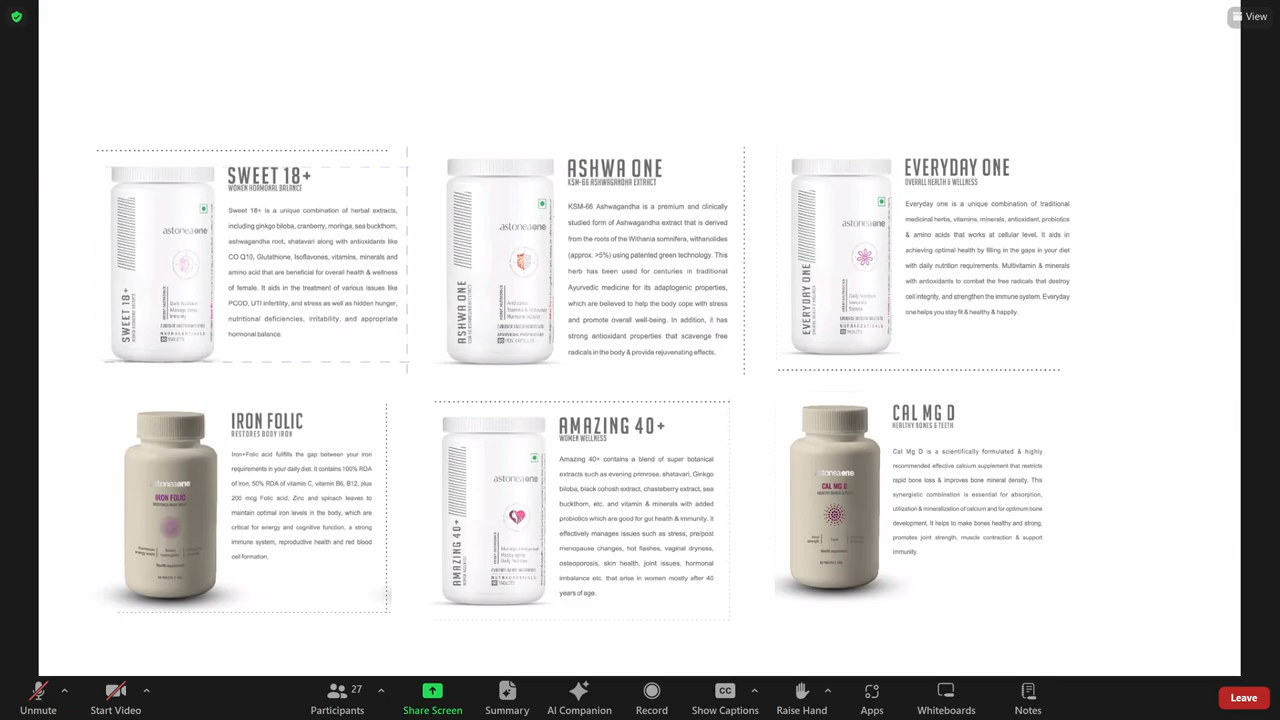 View
SWEET 18+
WOMEN HORMONAL BALANCE
Sweet 18+ is a unique combination of herbal extracts,
including ginkgo biloba, cranberry, moringa, sea buckthorn,
ashwagandha root, shatavari along with antioxidants like
CO Q10, Glutathione, Isoflavones, vitamins, minerals and
amino acid that are beneficial for overall health & wellness
of female. It aids in the treatment of various issues like
PCOD, UTI Infertility, and stress as well as hidden hunger,
nutritional deficiencies, irritability, and appropriate
hormonal balance.
astoneaone
SWEET 18+
ASHWA ONE
KSM-66 ASHWAGANDHA EXTRACT
KSM-66 Ashwagandha is a premium and clinically
studied form of Ashwagandha extract that is derived
from the roots of the Withania somnifera, withanolides
(approx. >5%) using patented green technology. This
herb has been used for centuries in traditional
Ayurvedic medicine for its adaptogenic properties,
which are believed to help the body cope with stress
and promote overall well-being. In addition, it has
strong antioxidant properties that scavenge free
radicals in the body & provide rejuvenating effects.
astoneaone
ASHWA ONE
EVERYDAY ONE
OVERALL HEALTH & WELLNESS
Everyday one is a unique combination of traditional
medicinal herbs, vitamins, minerals, antioxidant, probiotics
& amino acids that works at cellular level. It aids in
achieving optimal health by filling in the gaps in your diet
with daily nutrition requirements. Multivitamin & minerals
with antioxidants to combat the free radicals that destroy
cell integrity, and strengthen the immune system. Everyday
one helps you stay fit & healthy & happily.
astoneaone
EVERYDAY ONE
IRON FOLIC
RESTORES BODY IRON
Iron+Folic acid fulfills the gap between your iron
requirements in your daily diet. It contains 100% RDA
of Iron, 50% RDA of vitamin C, vitamin B6, B12, plus
200 mcg Folic acid, Zinc and spinach leaves to
maintain optimal iron levels in the body, which are
critical for energy and cognitive function, a strong
immune system, reproductive health and red blood
cell formation.
astoneaone
IRON FOLIC
AMAZING 40+
WOMEN WELLNESS
Amazing 40+ contains a blend of super botanical
extracts such as evening primrose, shatavari, Ginkgo
biloba, black cohosh extract, chasteberry extract, sea
buckthorn, etc. and vitamin & minerals with added
probiotics which are good for gut health & immunity. It
effectively manages issues such as stress, pre/post
menopause changes, hot flashes, vaginal dryness,
osteoporosis, skin health, joint issues, hormonal
imbalance etc. that arise in women mostly after 40
years of age.
astoneaone
AMAZING 40+
WOMEN WELLNESS
CAL MG D
HEALTHY BONES & TEETH
Cal Mg D is a scientifically formulated & highly
recommended effective calcium supplement that restricts
rapid bone loss & improves bone mineral density. This
synergistic combination is essential for absorption,
utilization & mineralization of calcium and for optimum bone
development. It helps to make bones healthy and strong,
promotes joint strength, muscle contraction & support
immunity.
astoneaone
CAL MG D
HEALTHY BONES & TEETH
27
CC
Unmute
Start Video
Participants
Share Screen
Summary
AI Companion
Record
Show Captions
Raise Hand
Apps
Whiteboards
Notes
Leave